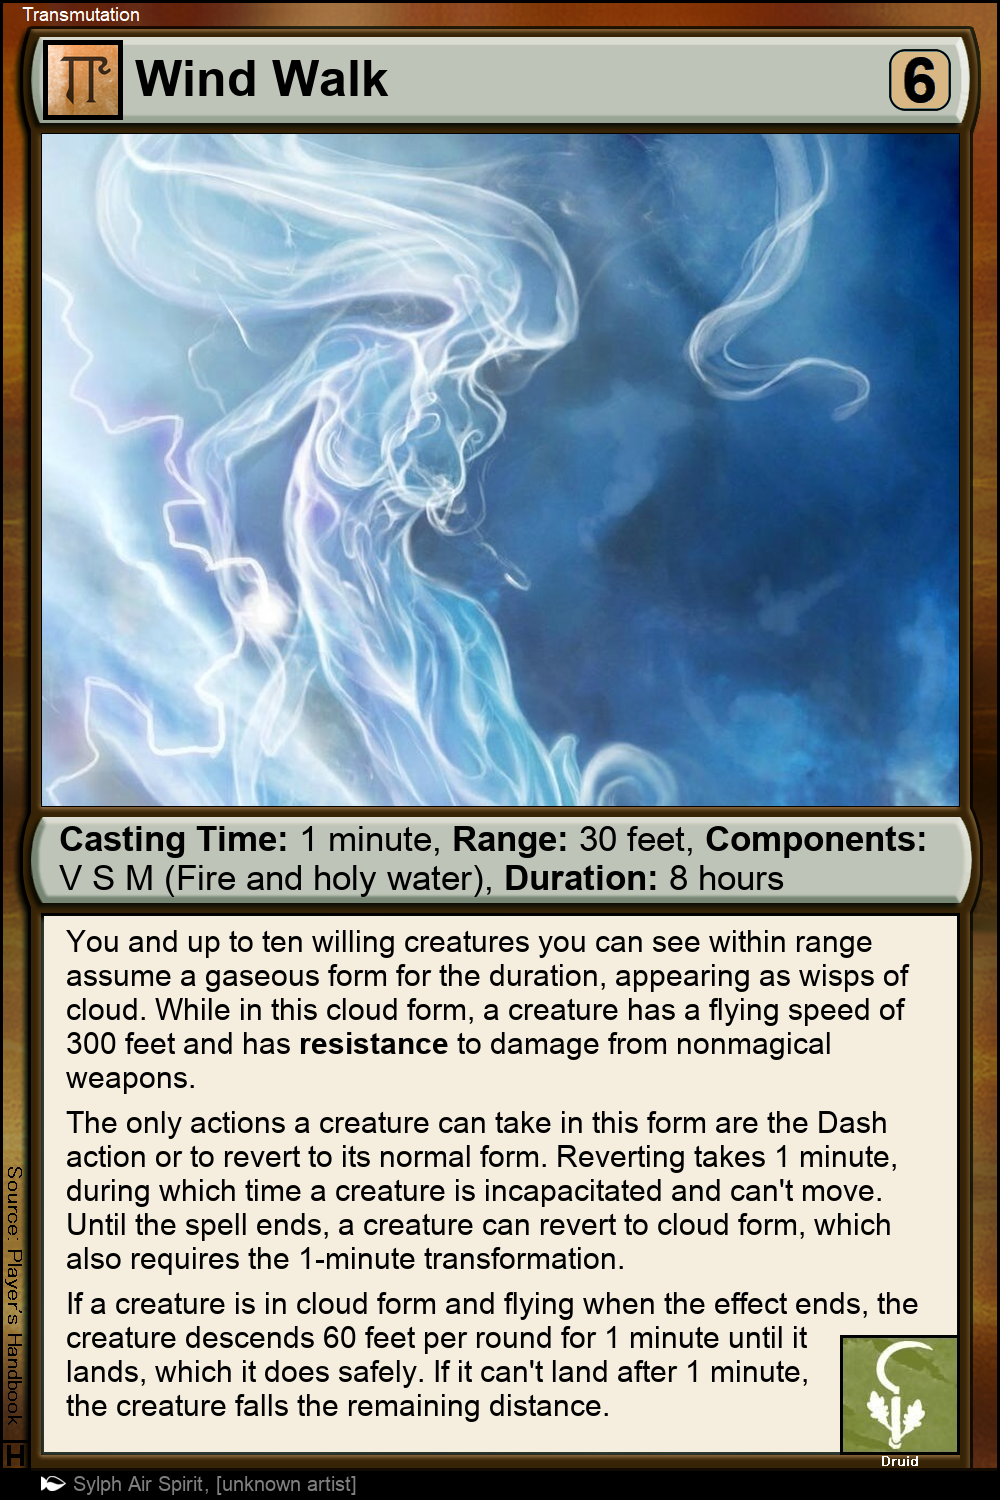 Transmutation
Wind Walk
6
Casting Time: 1 minute, Range: 30 feet, Components:
V S M (Fire and holy water), Duration: 8 hours
You and up to ten willing creatures you can see within range
assume a gaseous form for the duration, appearing as wisps of
cloud. While in this cloud form, a creature has a flying speed of
300 feet and has resistance to damage from nonmagical
weapons.
The only actions a creature can take in this form are the Dash
action or to revert to its normal form. Reverting takes 1 minute,
during which time a creature is incapacitated and can't move.
Until the spell ends, a creature can revert to cloud form, which
also requires the 1-minute transformation.
If a creature is in cloud form and flying when the effect ends, the
creature descends 60 feet per round for 1 minute until it
lands, which it does safely. If it can't land after 1 minute,
the creature falls the remaining distance.
Druid
Source: Player's Handbook
H
Sylph Air Spirit, [unknown artist]